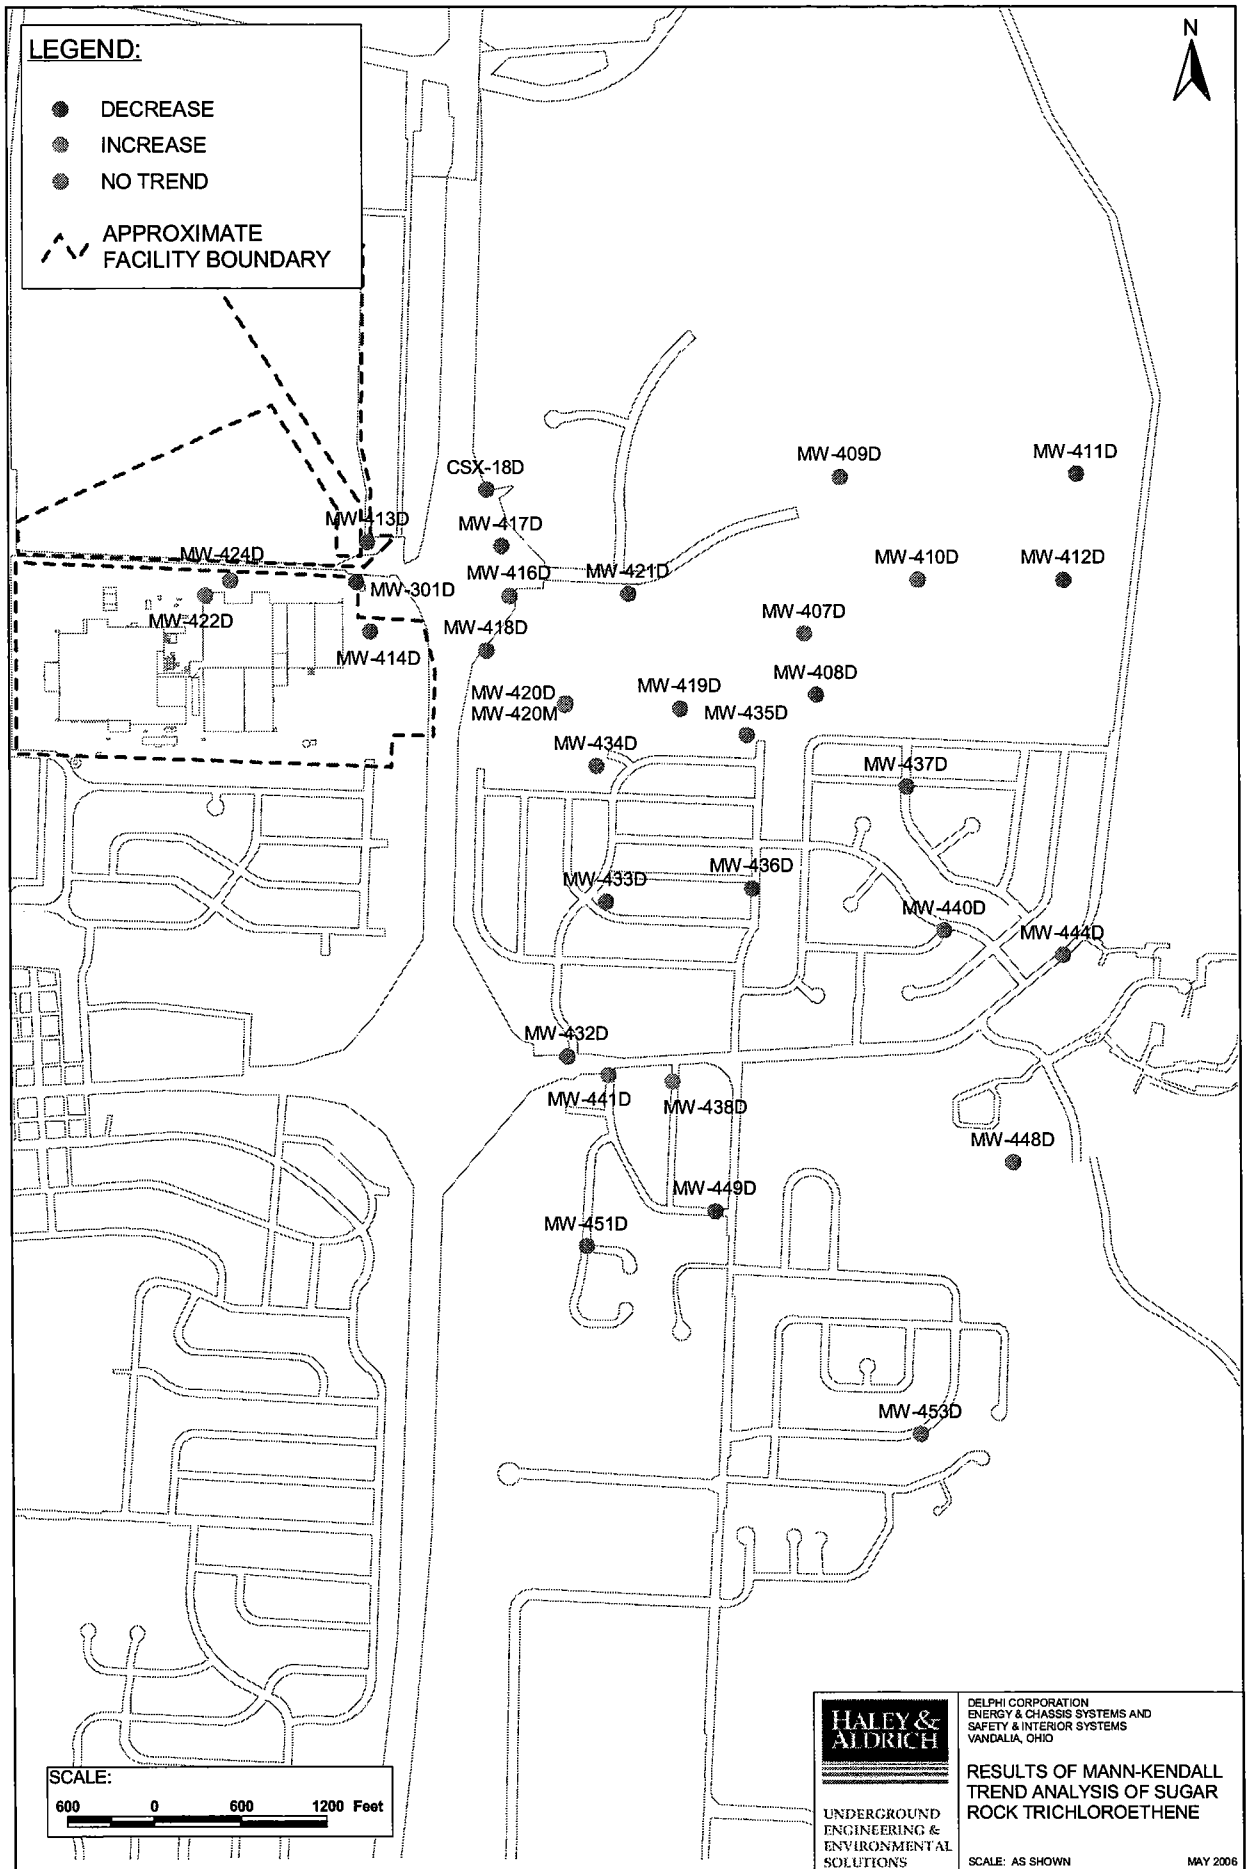 LEGEND:
DECREASE
INCREASE
NO TREND
APPROXIMATE
FACILITY BOUNDARY
N
MW-409D
MW-411D
CSX-18D
MW-413D
MW-417D
MW-424D
MW-301D
MW-416D
MW-421D
MW-410D
MW-412D
MW-422D
MW-418D
MW-407D
MW-414D
MW-408D
MW-420D
MW-420M
MW-419D
MW-435D
MW-434D
MW-437D
MW-433D
MW-436D
MW-440D
MW-444D
MW-432D
MW-441D
MW-438D
MW-448D
MW-449D
MW-451D
MW-453D
SCALE:
600 0 600 1200 Feet
HALEY &
ALDRICH
UNDERGROUND
ENGINEERING &
ENVIRONMENTAL
SOLUTIONS
DELPHI CORPORATION
ENERGY & CHASSIS SYSTEMS AND
SAFETY & INTERIOR SYSTEMS
VANDALIA, OHIO
RESULTS OF MANN-KENDALL
TREND ANALYSIS OF SUGAR
ROCK TRICHLOROETHENE
SCALE: AS SHOWN MAY 2006